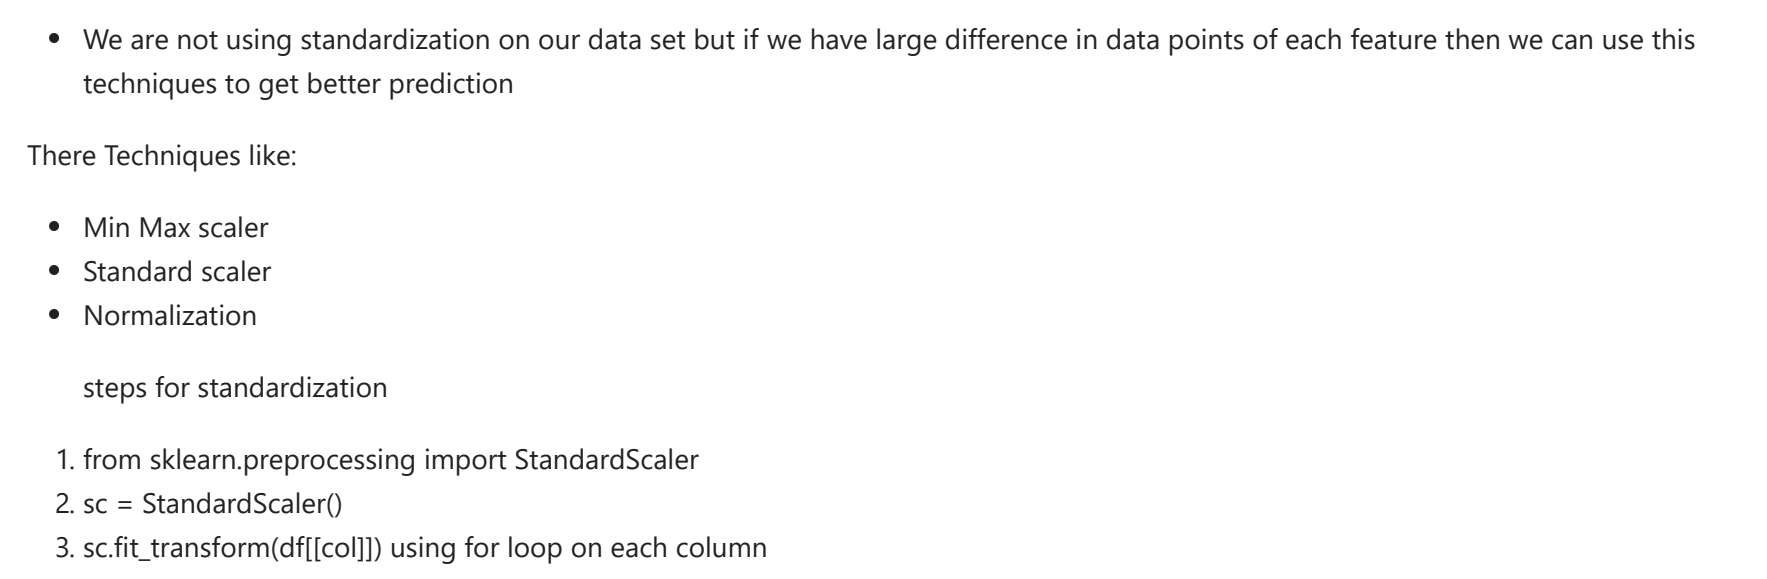 • We are not using standardization on our data set but if we have large difference in data points of each feature then we can use this
techniques to get better prediction
There Techniques like:
• Min Max scaler
• Standard scaler
• Normalization
steps for standardization
1. from sklearn.preprocessing import StandardScaler
2. sc = StandardScaler()
3. sc.fit_transform(df[[col]]) using for loop on each column